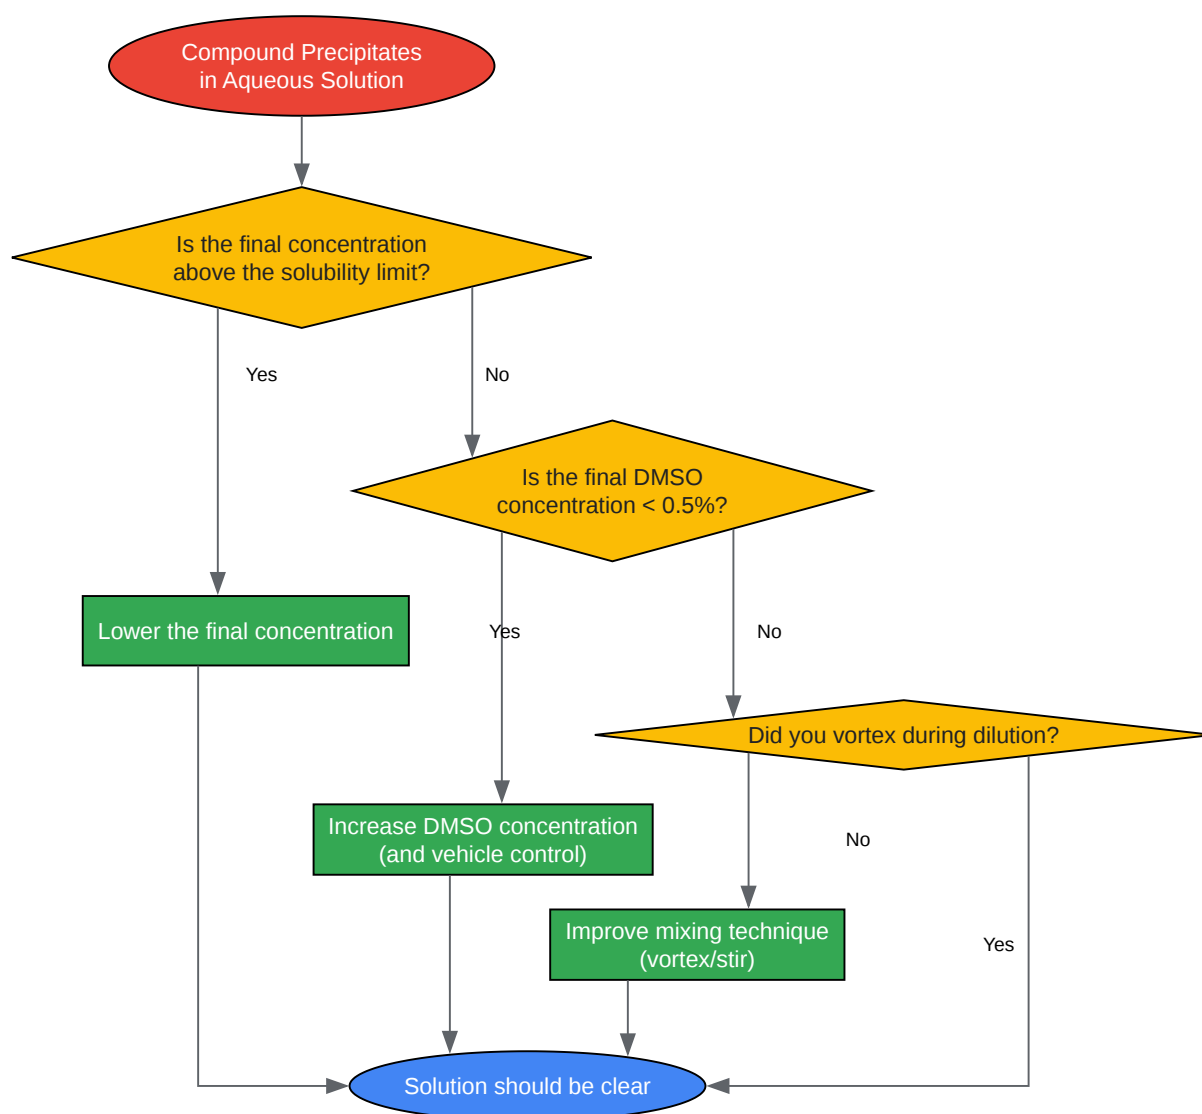 Compound Precipitates
in Aqueous Solution
Is the final concentration
above the solubility limit?
Yes
No
Is the final DMSO
concentration < 0.5%?
Lower the final concentration
Yes
No
Did you vortex during dilution?
Increase DMSO concentration
(and vehicle control)
No
Improve mixing technique
(vortex/stir)
Yes
Solution should be clear